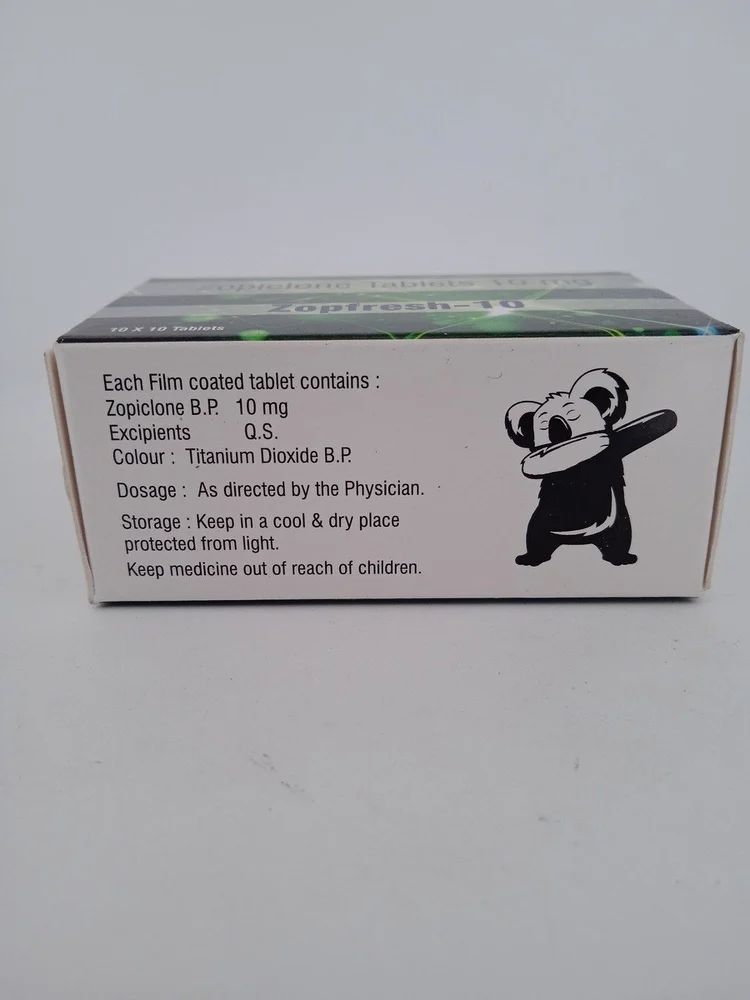 Zopiclone Tablets 10 mg
Zopfresh-10
10 X 10 Tablets
Each Film coated tablet contains :
Zopiclone B.P. 10 mg
Excipients Q.S.
Colour : Titanium Dioxide B.P.
Dosage : As directed by the Physician.
Storage : Keep in a cool & dry place
protected from light.
Keep medicine out of reach of children.